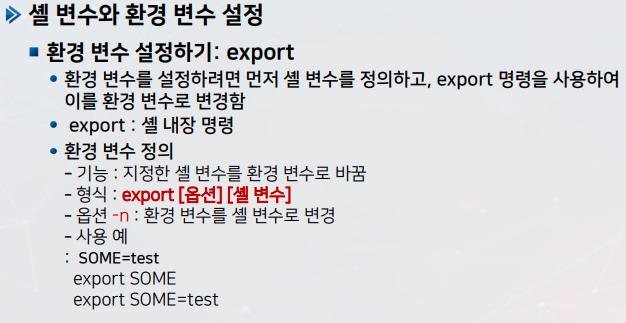 셸 변수와 환경 변수 설정
환경 변수 설정하기: export
환경 변수를 설정하려면 먼저 셸 변수를 정의하고, export 명령을 사용하여
이를 환경 변수로 변경함
export : 셸 내장 명령
환경 변수 정의
- 기능 : 지정한 셸 변수를 환경 변수로 바꿈
- 형식 : export [옵션] [셸 변수]
- 옵션 -n : 환경 변수를 셸 변수로 변경
- 사용 예
: SOME=test
export SOME
export SOME=test